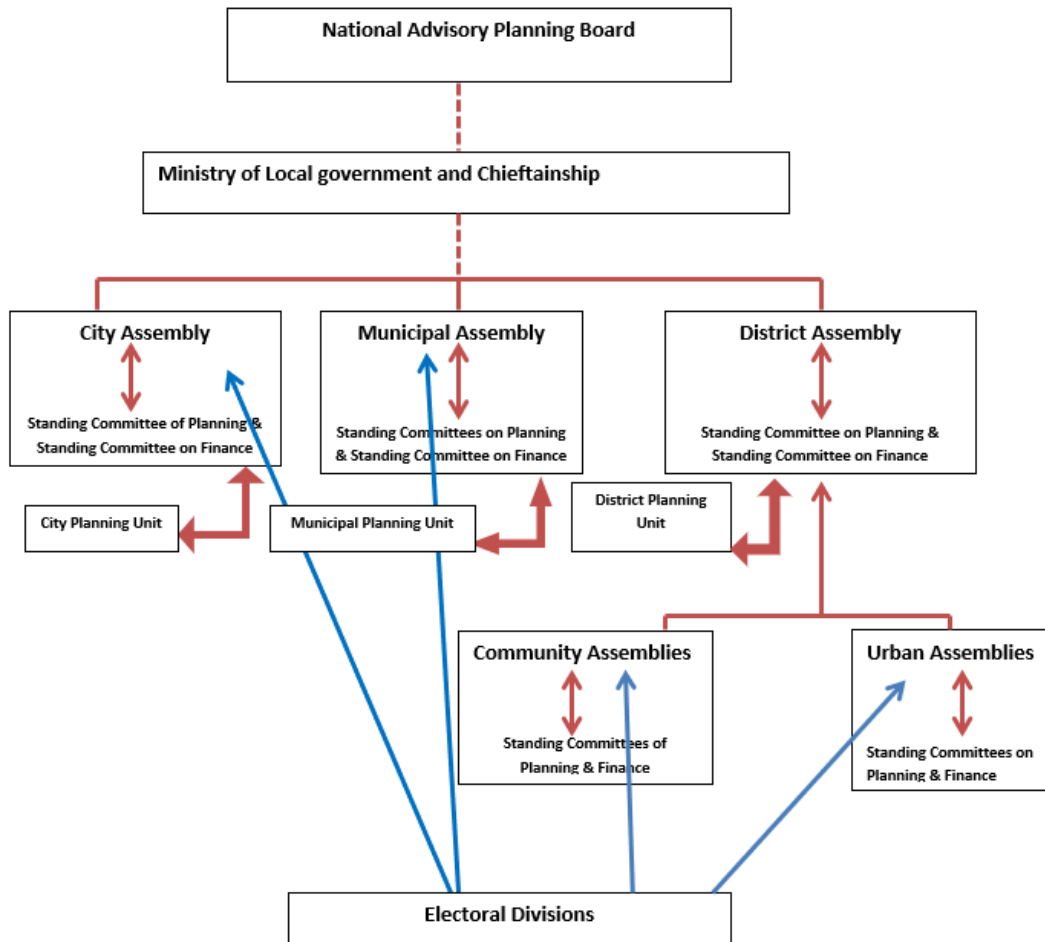 National Advisory Planning Board
Ministry of Local government and Chieftainship
City Assembly
Standing Committee of Planning &
Standing Committee on Finance
Municipal Assembly
Standing Committees on Planning
& Standing Committee on Finance
District Assembly
Standing Committee on Planning &
Standing Committee on Finance
City Planning Unit
Municipal Planning Unit
District Planning
Unit
Community Assemblies
Standing Committees of
Planning & Finance
Urban Assemblies
Standing Committees on
Planning & Finance
Electoral Divisions